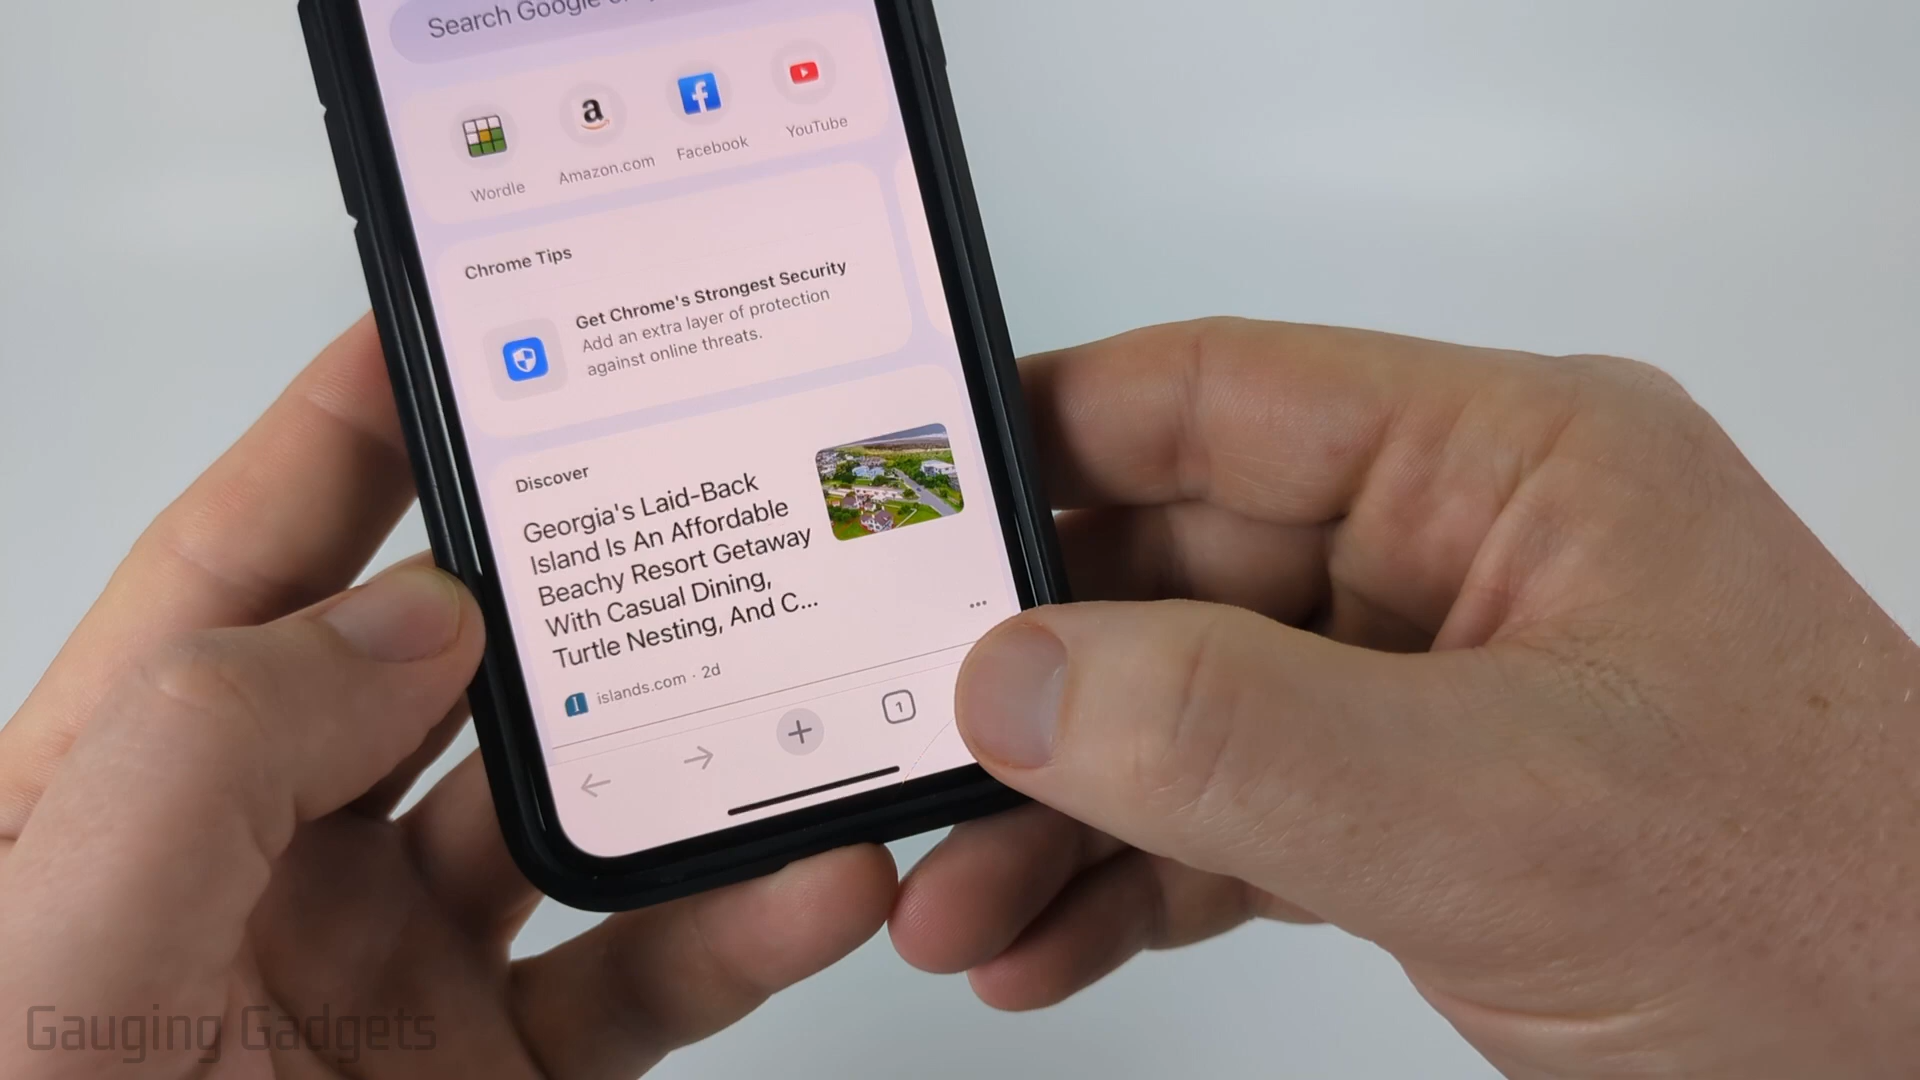 Search Google
Wordle
Amazon.com
Facebook
YouTube
Chrome Tips
Get Chrome's Strongest Security
Add an extra layer of protection
against online threats.
Discover
Georgia's Laid-Back
Island Is An Affordable
Beachy Resort Getaway
With Casual Dining,
Turtle Nesting, And C...
islands.com · 2d
1
Gauging Gadgets